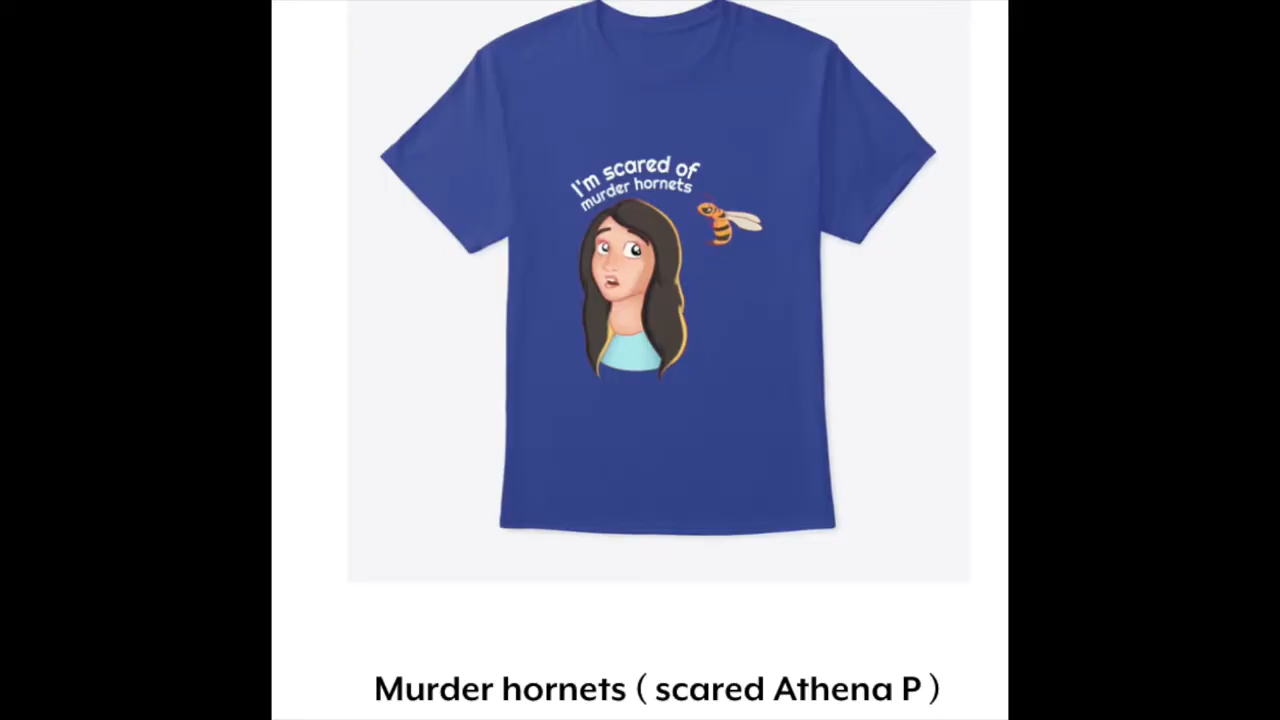 I'm scared of
murder hornets
Murder hornets ( scared Athena P )